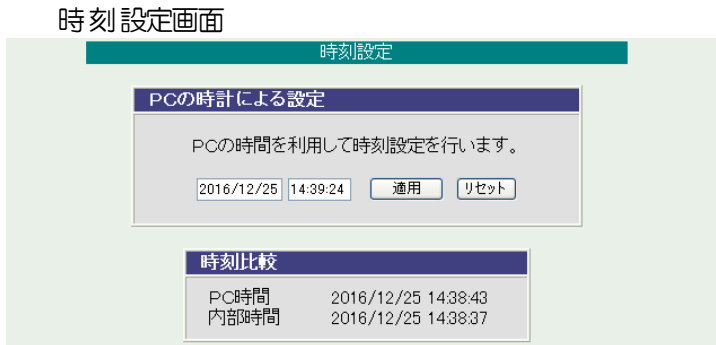 時刻設定画面
時刻設定
PCの時計による設定
PCの時間を利用して時刻設定を行います。
2016/12/25 14:39:24 適用 リセット
時刻比較
PC時間 2016/12/25 14:38:43
内部時間 2016/12/25 14:38:37